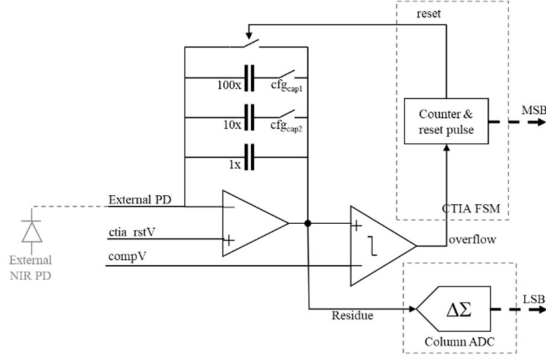 reset
100x
cfgcap1
10x
cfgcap2
1x
Counter &
reset pulse
MSB
CTIA FSM
External PD
ctia_rstV
compV
overflow
External
NIR PD
Residue
ΔΣ
LSB
Column ADC